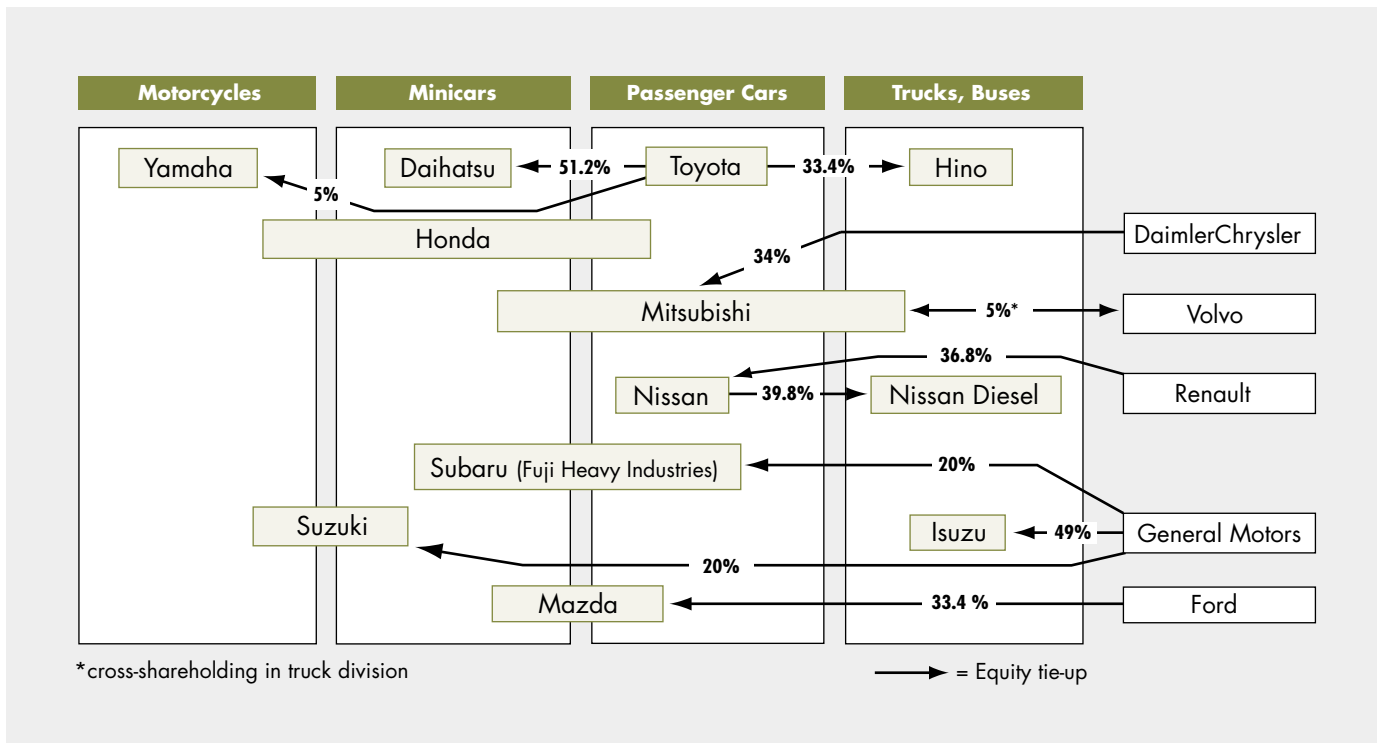 Motorcycles Minicars Passenger Cars Trucks, Buses
Yamaha Daihatsu 51.2% Toyota 33.4% Hino
5%
Honda DaimlerChrysler
34%
Mitsubishi 5%* Volvo
36.8%
Nissan 39.8% Nissan Diesel Renault
Subaru (Fuji Heavy Industries) 20%
Suzuki Isuzu 49% General Motors
20%
Mazda 33.4 % Ford
*cross-shareholding in truck division = Equity tie-up